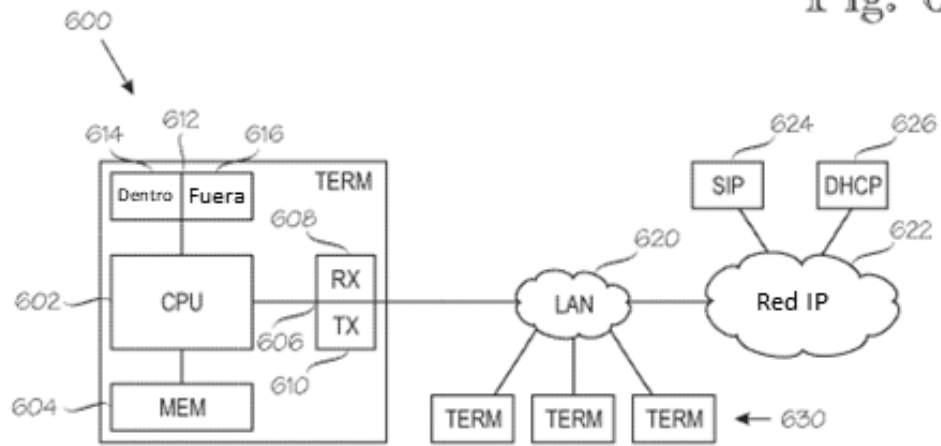 Fig. 6
600
614
612
616
624
626
Dentro
Fuera
TERM
SIP
DHCP
608
620
622
602
CPU
RX
LAN
Red IP
TX
606
610
604
MEM
TERM
TERM
TERM
630